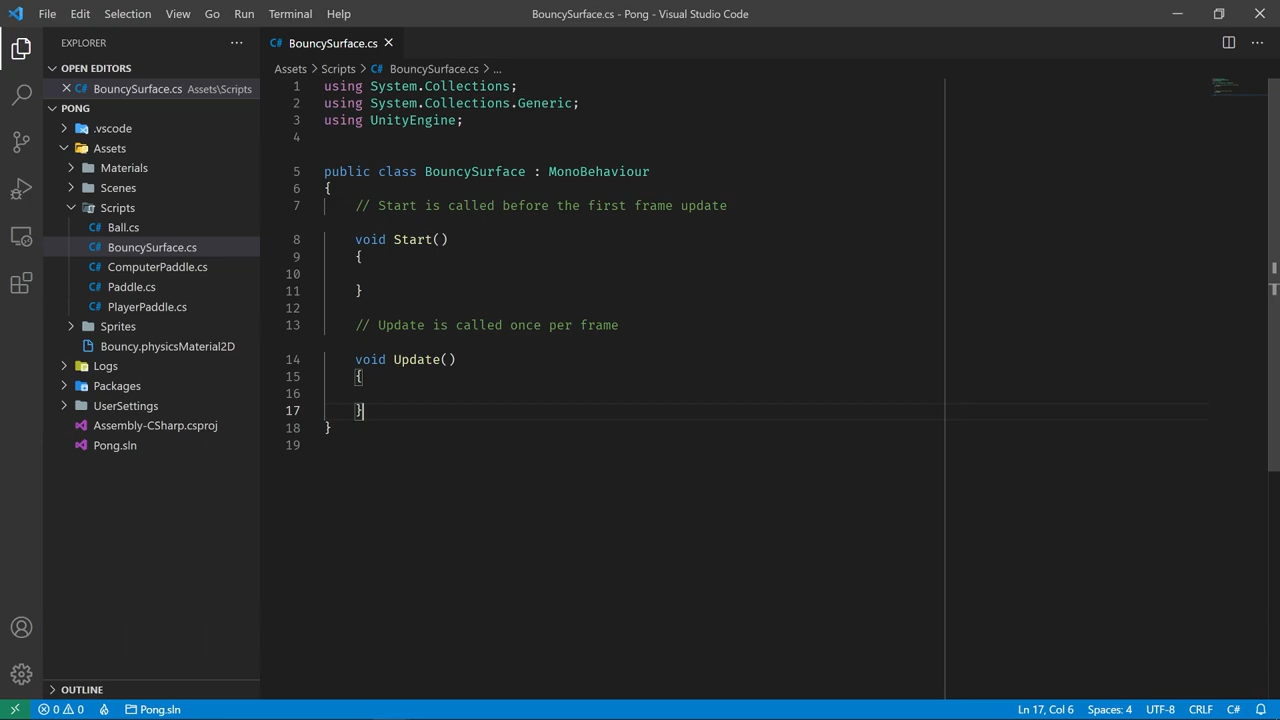 File Edit Selection View Go Run Terminal Help
BouncySurface.cs - Pong - Visual Studio Code
EXPLORER
OPEN EDITORS
C# BouncySurface.cs Assets\Scripts
PONG
.vscode
Assets
Materials
Scenes
Scripts
C# Ball.cs
C# BouncySurface.cs
C# ComputerPaddle.cs
C# Paddle.cs
C# PlayerPaddle.cs
Sprites
Bouncy.physicsMaterial2D
Logs
Packages
UserSettings
Assembly-CSharp.csproj
Pong.sln
OUTLINE
C# BouncySurface.cs
Assets > Scripts > C# BouncySurface.cs > ...
1 using System.Collections;
2 using System.Collections.Generic;
3 using UnityEngine;
4
5 public class BouncySurface : MonoBehaviour
6 {
7 // Start is called before the first frame update
8 void Start()
9 {
10
11 }
12
13 // Update is called once per frame
14 void Update()
15 {
16
17 }
18 }
19
0 0 Pong.sln
Ln 17, Col 6 Spaces: 4 UTF-8 CRLF C#